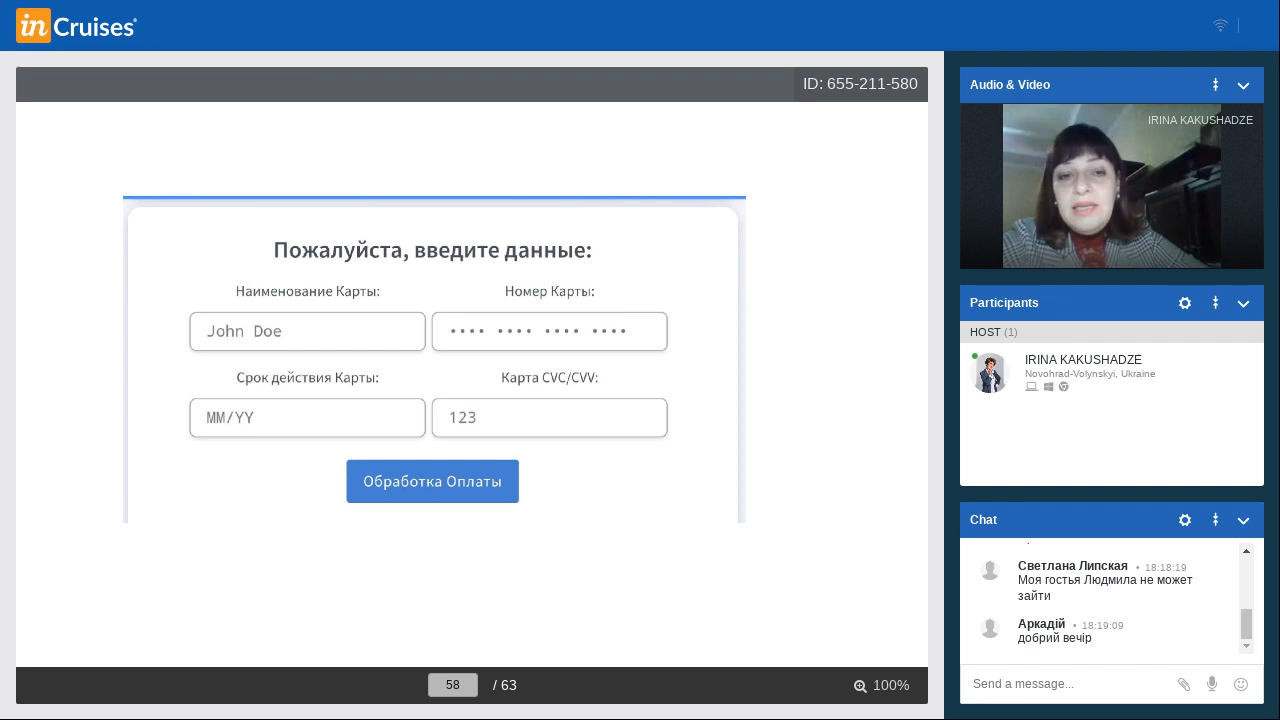 in Cruises®
ID: 655-211-580
Пожалуйста, введите данные:
Наименование Карты:
Номер Карты:
John Doe
•••• •••• •••• ••••
Срок действия Карты:
Карта CVC/CVV:
MM/YY
123
Обработка Оплаты
58 / 63
100%
Audio & Video
IRINA KAKUSHADZE
Participants
HOST (1)
IRINA KAKUSHADZE
Novohrad-Volynskyi, Ukraine
Chat
Светлана Липская • 18:18:19
Моя гостья Людмила не может
зайти
Аркадій • 18:19:09
добрий вечір
Send a message...